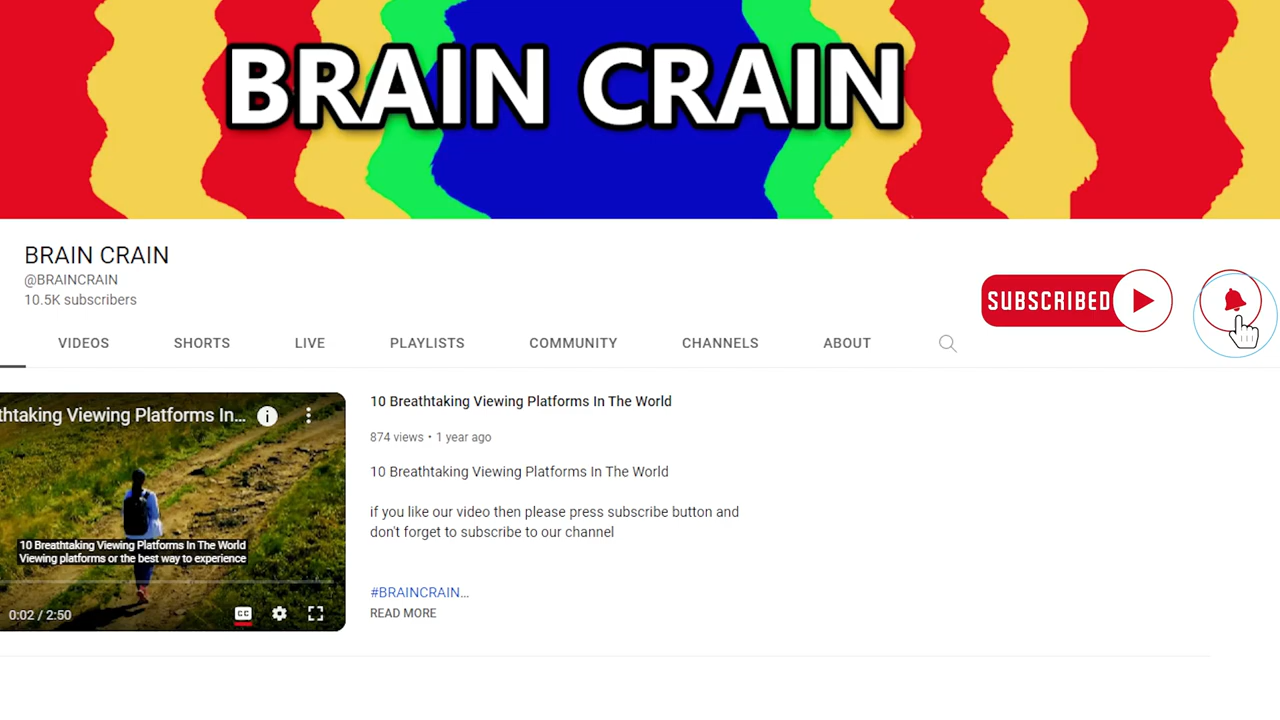 BRAIN CRAIN
BRAIN CRAIN
@BRAINCRAIN
10.5K subscribers
SUBSCRIBED
VIDEOS SHORTS LIVE PLAYLISTS COMMUNITY CHANNELS ABOUT
thtaking Viewing Platforms In...
10 Breathtaking Viewing Platforms In The World
Viewing platforms or the best way to experience
0:02 / 2:50
CC
10 Breathtaking Viewing Platforms In The World
874 views • 1 year ago
10 Breathtaking Viewing Platforms In The World
if you like our video then please press subscribe button and
don't forget to subscribe to our channel
#BRAINCRAIN...
READ MORE